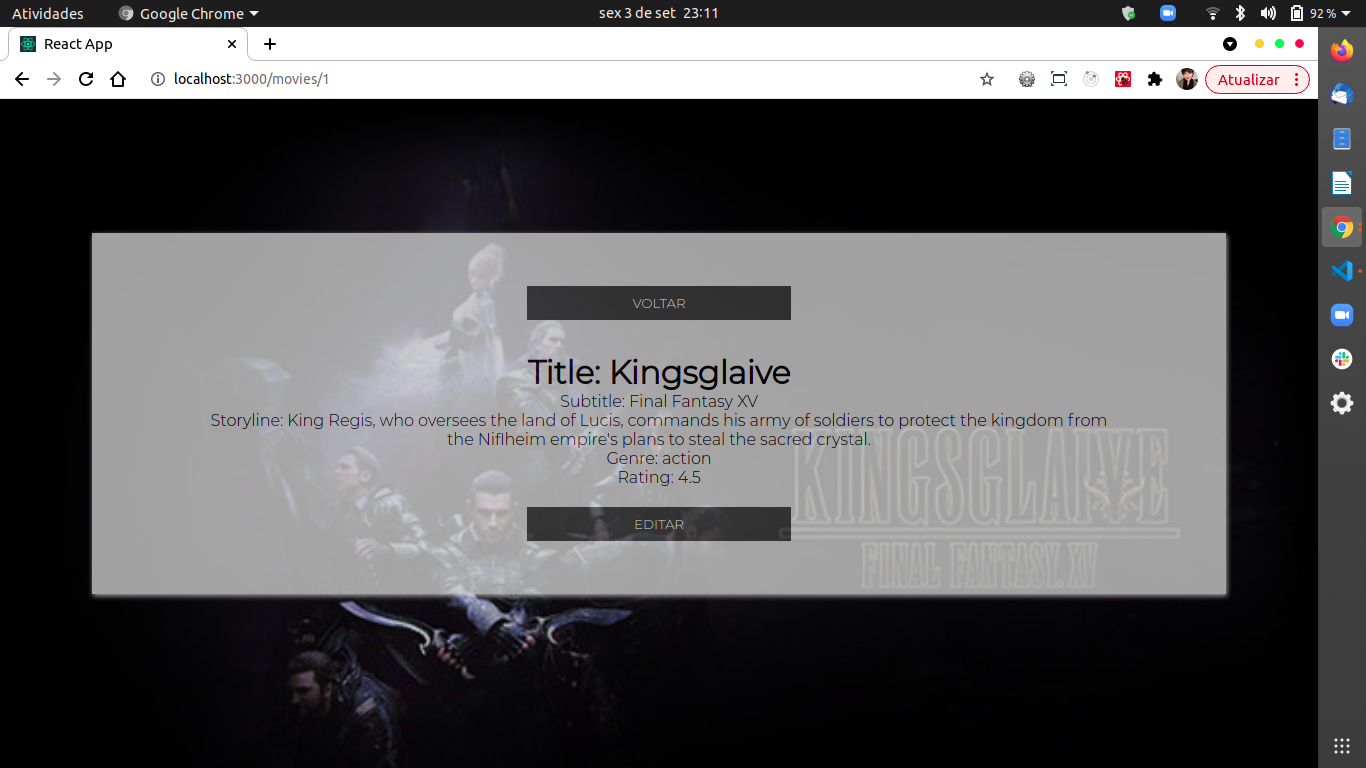 Atividades
Google Chrome
sex 3 de set 23:11
92 %
React App
localhost:3000/movies/1
Atualizar
VOLTAR
Title: Kingsglaive
Subtitle: Final Fantasy XV
Storyline: King Regis, who oversees the land of Lucis, commands his army of soldiers to protect the kingdom from
the Niflheim empire's plans to steal the sacred crystal.
Genre: action
Rating: 4.5
EDITAR
KINGSGLAIVE
FINAL FANTASY XV